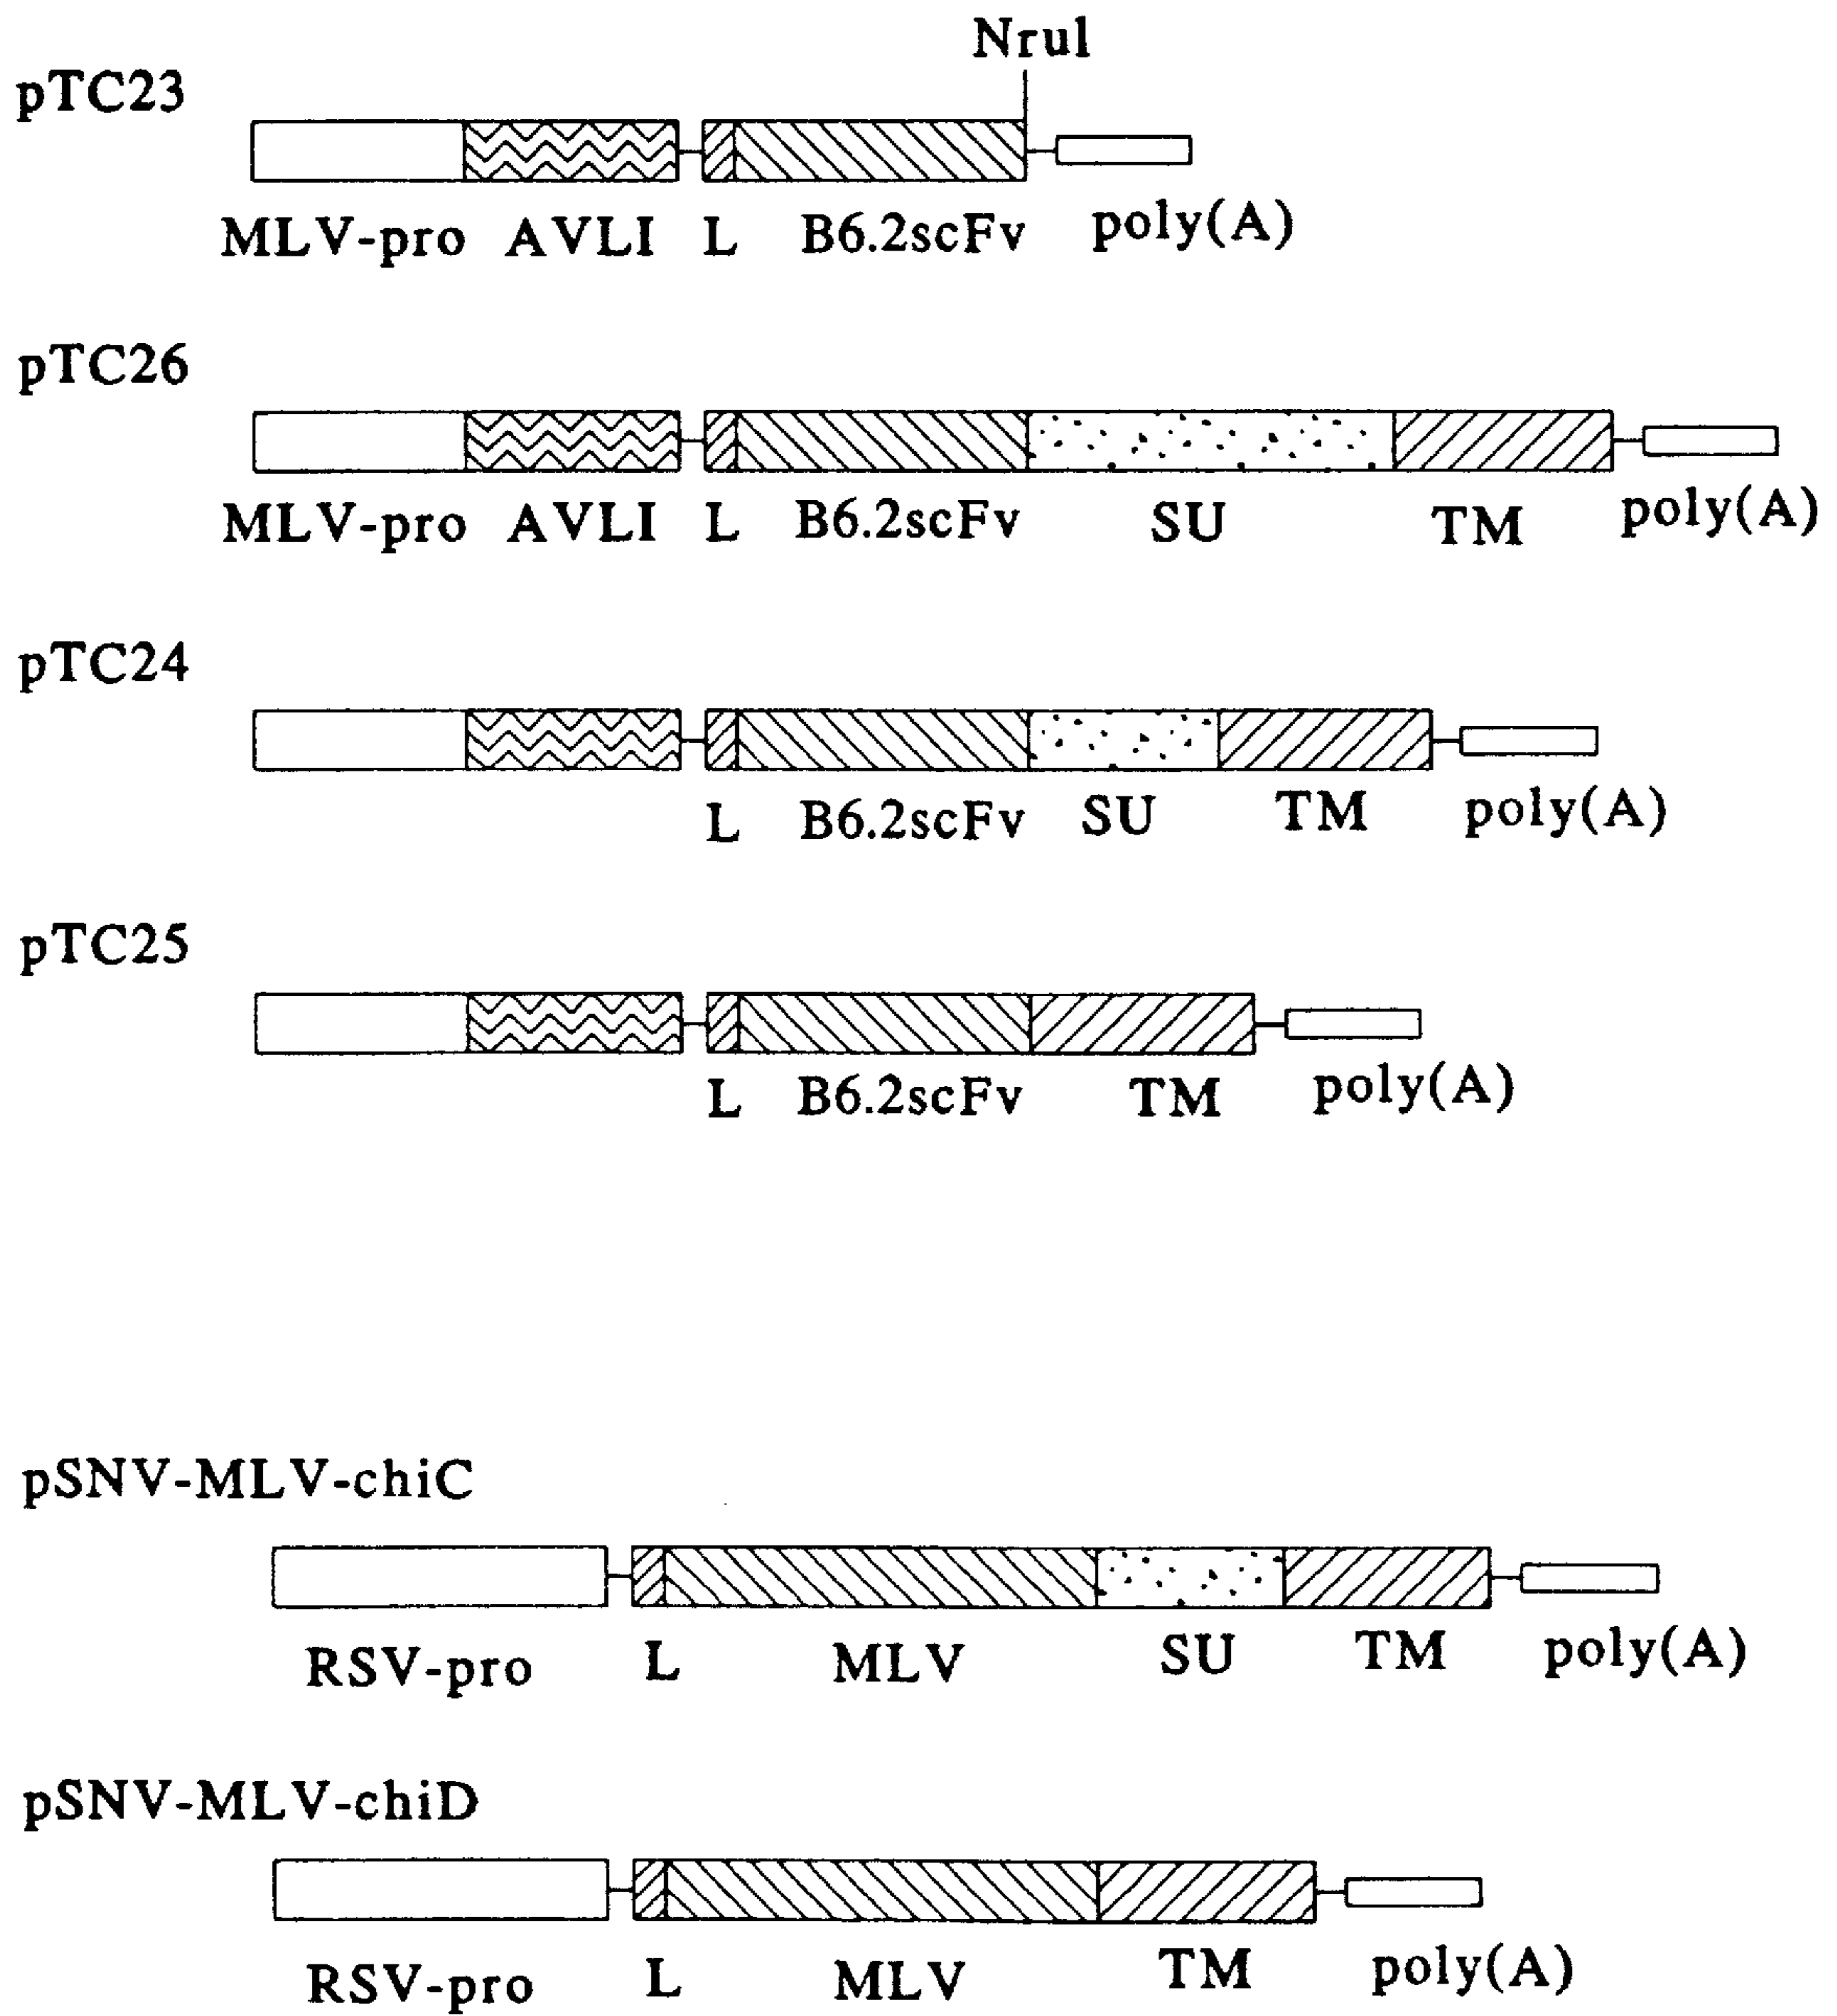 NruI
pTC23
MLV-pro AVLI L B6.2scFv poly(A)
pTC26
MLV-pro AVLI L B6.2scFv SU TM poly(A)
pTC24
L B6.2scFv SU TM poly(A)
pTC25
L B6.2scFv TM poly(A)
pSNV-MLV-chiC
RSV-pro L MLV SU TM poly(A)
pSNV-MLV-chiD
RSV-pro L MLV TM poly(A)